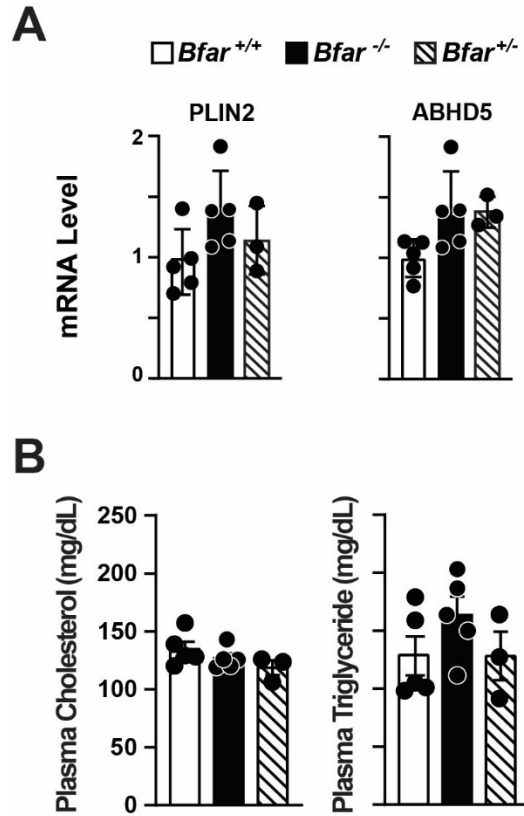 A
Bfar +/+ Bfar -/- Bfar +/-
PLIN2 ABHD5
mRNA Level
2
1
0
B
Plasma Cholesterol (mg/dL)
250
200
150
100
50
0
Plasma Triglyceride (mg/dL)